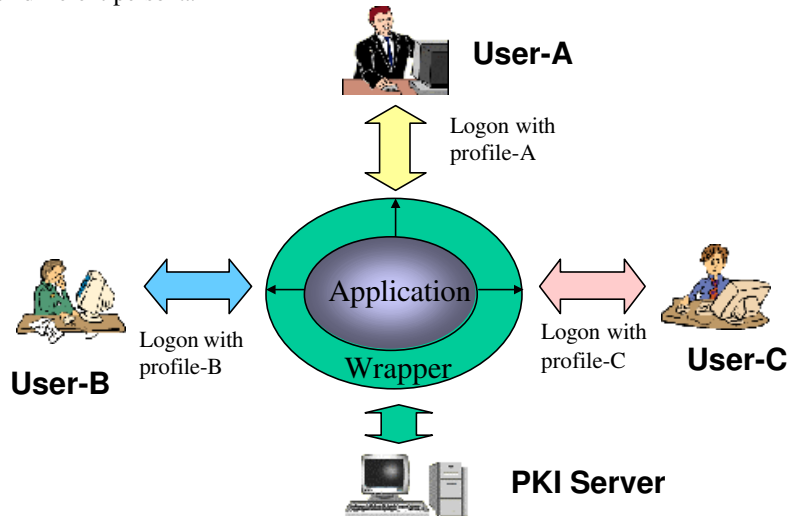 User-A
Logon with
profile-A
Application
Wrapper
Logon with
profile-B
User-B
Logon with
profile-C
User-C
PKI Server